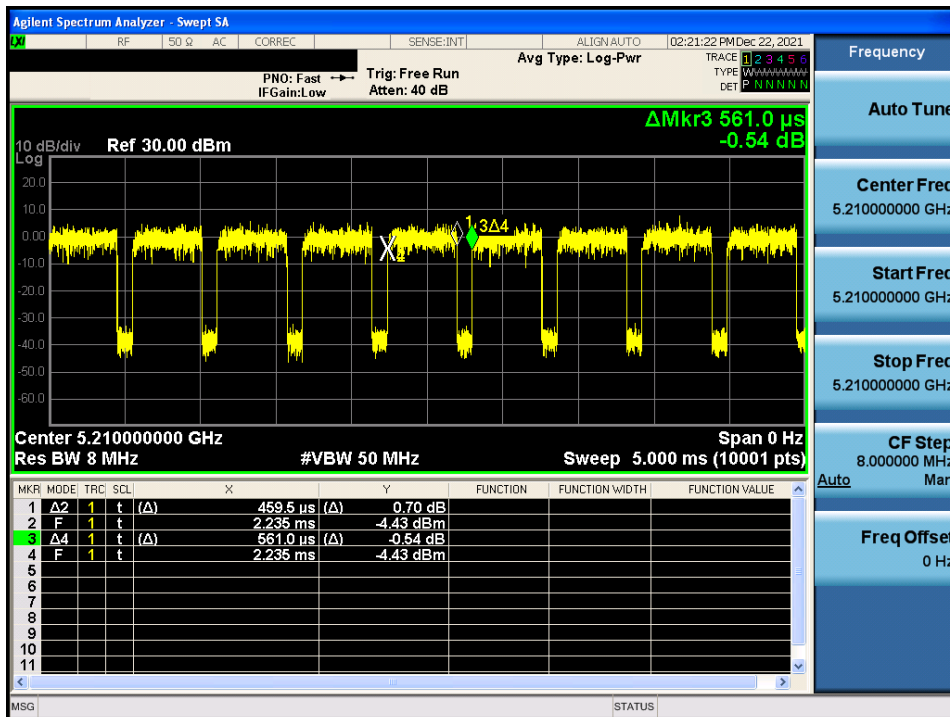 Agilent Spectrum Analyzer - Swept SA
LXI RF 50 Ω AC CORREC SENSE:INT ALIGN AUTO 02:21:22 PM Dec 22, 2021
PNO: Fast
IFGain:Low
Trig: Free Run
Atten: 40 dB
Avg Type: Log-Pwr
TRACE 1 2 3 4 5 6
TYPE
DET P N N N N N
ΔMkr3 561.0 µs
-0.54 dB
10 dB/div Ref 30.00 dBm
Log
20.0
10.0
0.00
-10.0
-20.0
-30.0
-40.0
-50.0
-60.0
1
3Δ4
Center 5.210000000 GHz Span 0 Hz
Res BW 8 MHz #VBW 50 MHz Sweep 5.000 ms (10001 pts)
MKR MODE TRC SCL X Y FUNCTION FUNCTION WIDTH FUNCTION VALUE
1 Δ2 1 t (Δ) 459.5 µs (Δ) 0.70 dB
2 F 1 t 2.235 ms -4.43 dBm
3 Δ4 1 t (Δ) 561.0 µs (Δ) -0.54 dB
4 F 1 t 2.235 ms -4.43 dBm
5
6
7
8
9
10
11
MSG STATUS
Frequency
Auto Tune
Center Freq
5.210000000 GHz
Start Freq
5.210000000 GHz
Stop Freq
5.210000000 GHz
CF Step
8.000000 MHz
Auto Man
Freq Offset
0 Hz